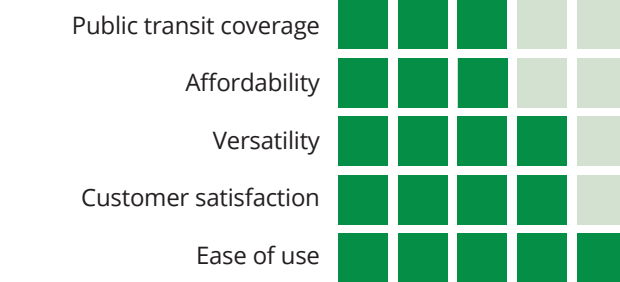 Public transit coverage
Affordability
Versatility
Customer satisfaction
Ease of use